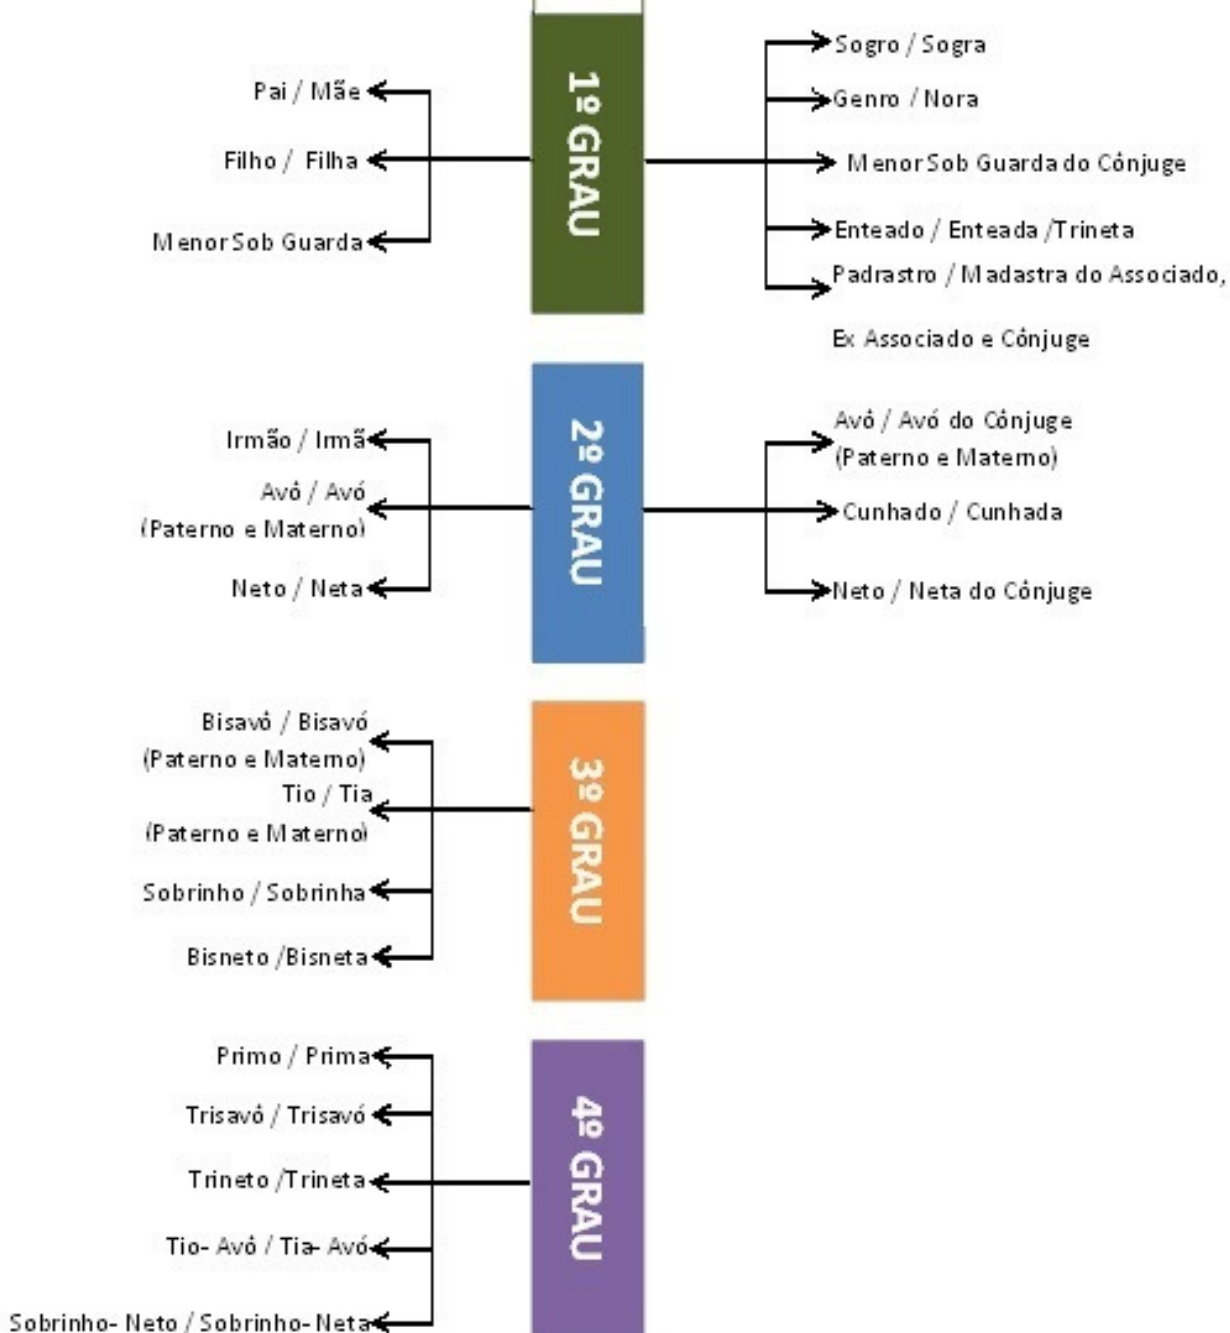 1º GRAU
Pai / Mãe
Filho / Filha
Menor Sob Guarda
Sogro / Sogra
Genro / Nora
Menor Sob Guarda do Cônjuge
Enteado / Enteada /Trineta
Padrastro / Madastra do Associado,
Ex Associado e Cônjuge
2º GRAU
Irmão / Irmã
Avô / Avó
(Paterno e Materno)
Neto / Neta
Avô / Avó do Cônjuge
(Paterno e Materno)
Cunhado / Cunhada
Neto / Neta do Cônjuge
3º GRAU
Bisavô / Bisavó
(Paterno e Materno)
Tio / Tia
(Paterno e Materno)
Sobrinho / Sobrinha
Bisneto /Bisneta
4º GRAU
Primo / Prima
Trisavô / Trisavó
Trineto /Trineta
Tio- Avô / Tia- Avó
Sobrinho- Neto / Sobrinho- Neta